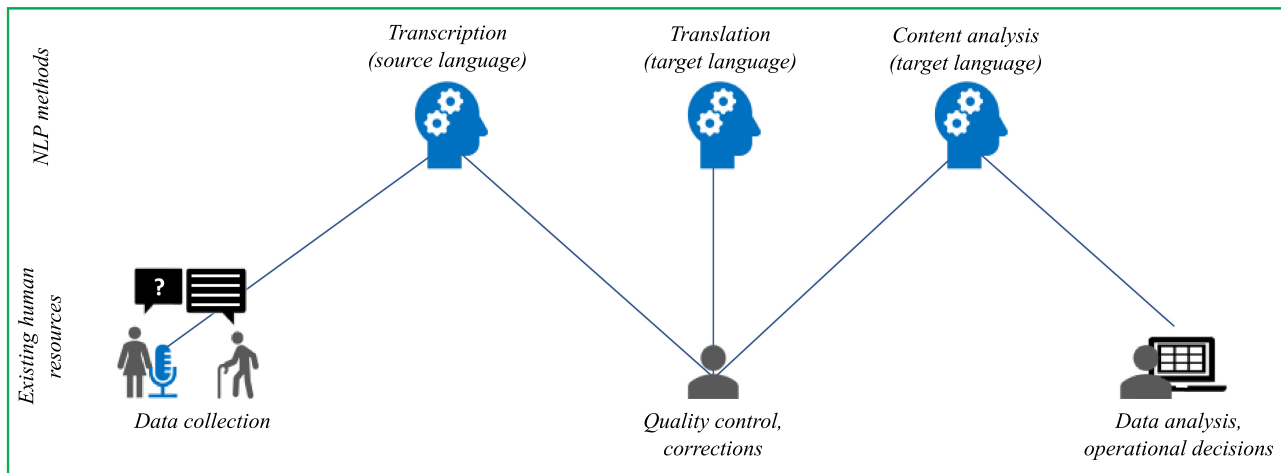 NLP methods
Transcription
(source language)
Translation
(target language)
Content analysis
(target language)
Existing human
resources
?
Data collection
Quality control,
corrections
Data analysis,
operational decisions